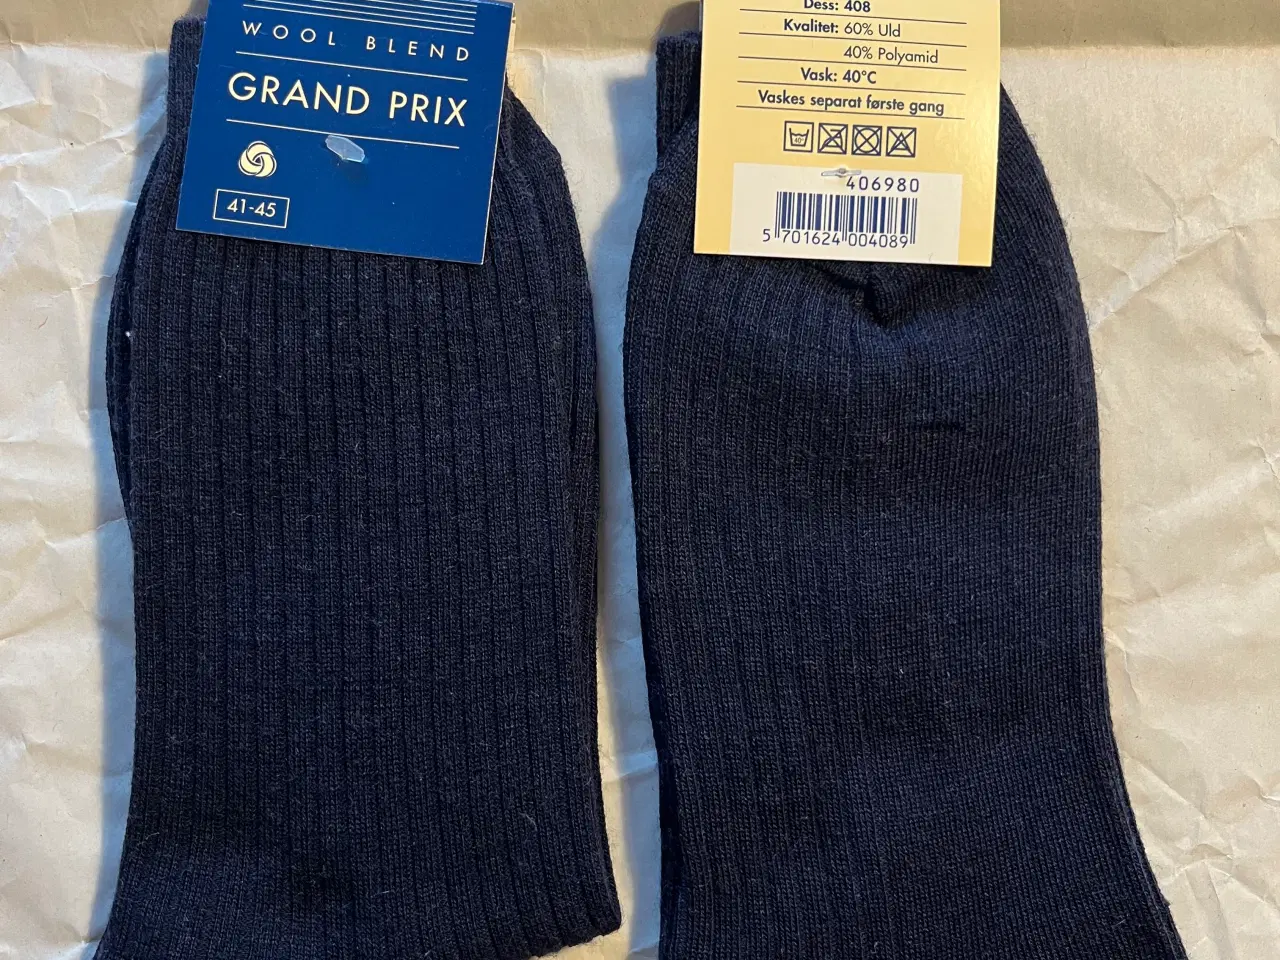 WOOL BLEND
GRAND PRIX
41-45
Dess: 408
Kvalitet: 60% Uld
40% Polyamid
Vask: 40°C
Vaskes separat første gang
40°
406980
5 701624 004089